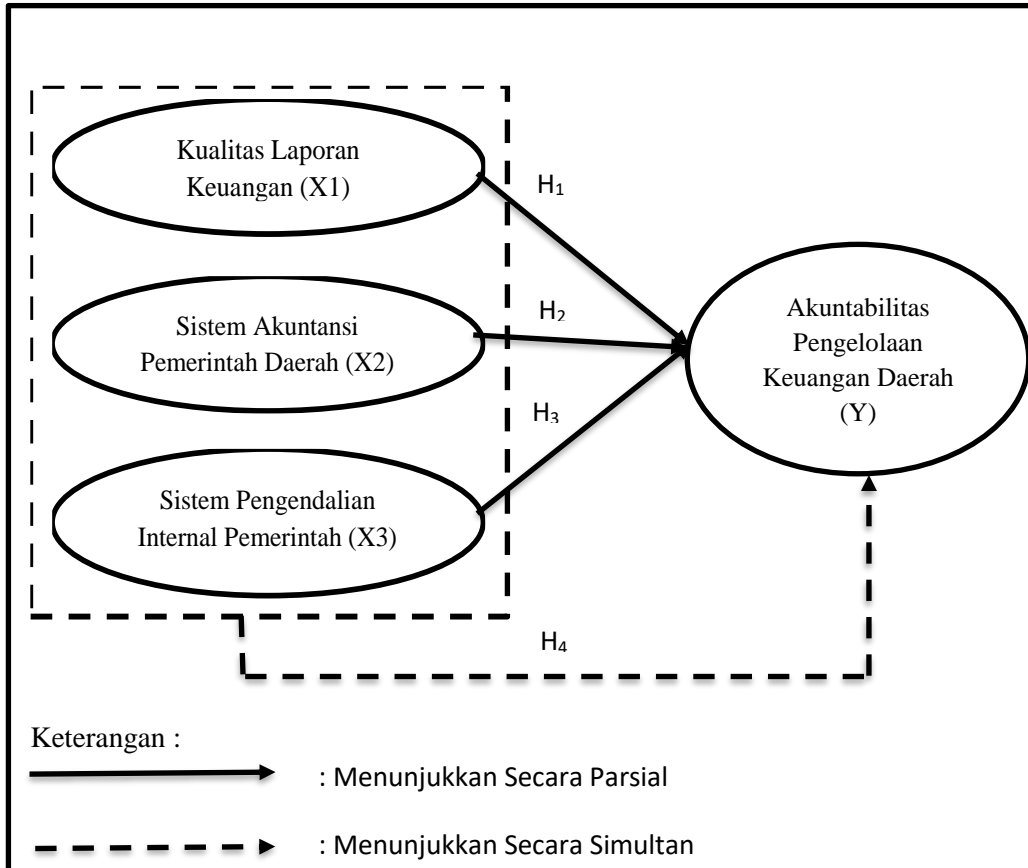 Kualitas Laporan
Keuangan (X1)
H₁
Sistem Akuntansi
Pemerintah Daerah (X2)
H₂
Akuntabilitas
Pengelolaan
Keuangan Daerah
(Y)
H₃
Sistem Pengendalian
Internal Pemerintah (X3)
H₄
Keterangan :
: Menunjukkan Secara Parsial
: Menunjukkan Secara Simultan